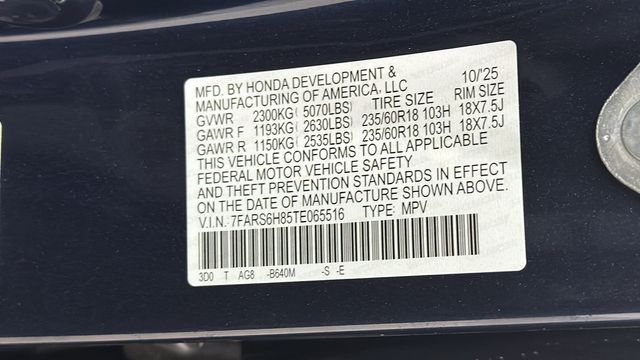 MFD. BY HONDA DEVELOPMENT & 10/'25
MANUFACTURING OF AMERICA, LLC
GVWR 2300KG(5070LBS) TIRE SIZE RIM SIZE
GAWR F 1193KG(2630LBS) 235/60R18 103H 18X7.5J
GAWR R 1150KG(2535LBS) 235/60R18 103H 18X7.5J
THIS VEHICLE CONFORMS TO ALL APPLICABLE
FEDERAL MOTOR VEHICLE SAFETY
AND THEFT PREVENTION STANDARDS IN EFFECT
ON THE DATE OF MANUFACTURE SHOWN ABOVE.
V.I.N. 7FARS6H85TE065516 TYPE: MPV
3D0 T AG8 -B640M -S -E